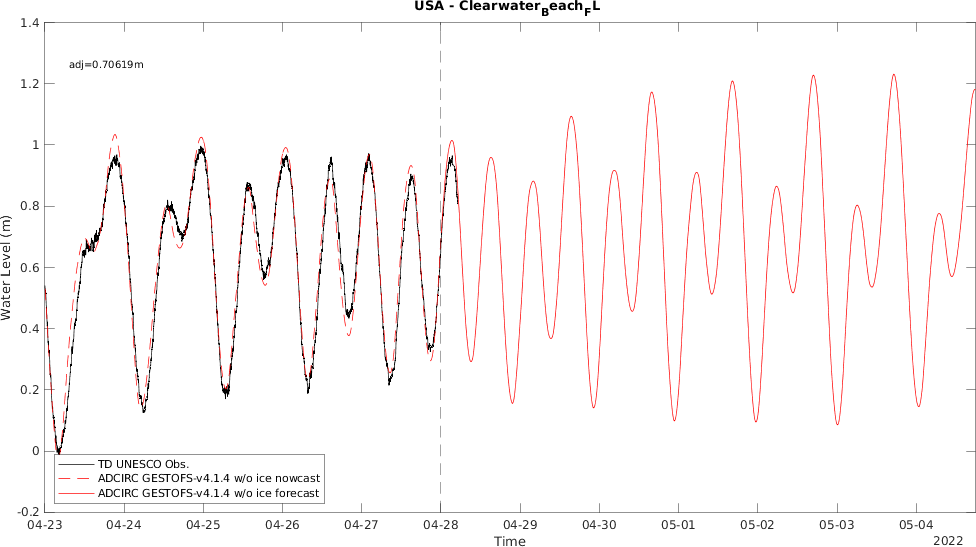 USA - Clearwater_Beach_FL
1.4
adj=0.70619m
1.2
1
0.8
0.6
0.4
0.2
0
-0.2
Water Level (m)
TD UNESCO Obs.
ADCIRC GESTOFS-v4.1.4 w/o ice nowcast
ADCIRC GESTOFS-v4.1.4 w/o ice forecast
04-23 04-24 04-25 04-26 04-27 04-28 04-29 04-30 05-01 05-02 05-03 05-04
Time
2022